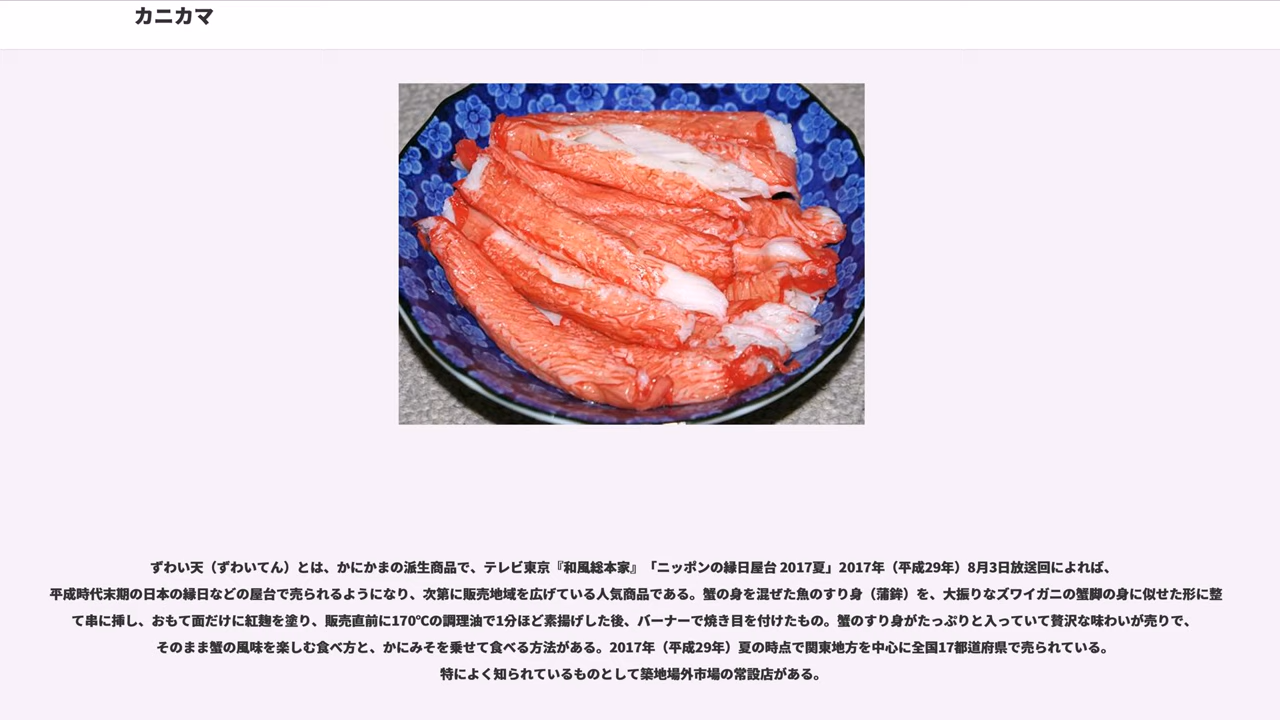 カニカマ
ずわい天（ずわいてん）とは、かにかまの派生商品で、テレビ東京『和風総本家』「ニッポンの縁日屋台 2017夏」2017年（平成29年）8月3日放送回によれば、
平成時代末期の日本の縁日などの屋台で売られるようになり、次第に販売地域を広げている人気商品である。蟹の身を混ぜた魚のすり身（蒲鉾）を、大振りなズワイガニの蟹脚の身に似せた形に整
て串に挿し、おもて面だけに紅麹を塗り、販売直前に170℃の調理油で1分ほど素揚げした後、バーナーで焼き目を付けたもの。蟹のすり身がたっぷりと入っていて贅沢な味わいが売りで、
そのまま蟹の風味を楽しむ食べ方と、かにみそを乗せて食べる方法がある。2017年（平成29年）夏の時点で関東地方を中心に全国17都道府県で売られている。
特によく知られているものとして築地場外市場の常設店がある。